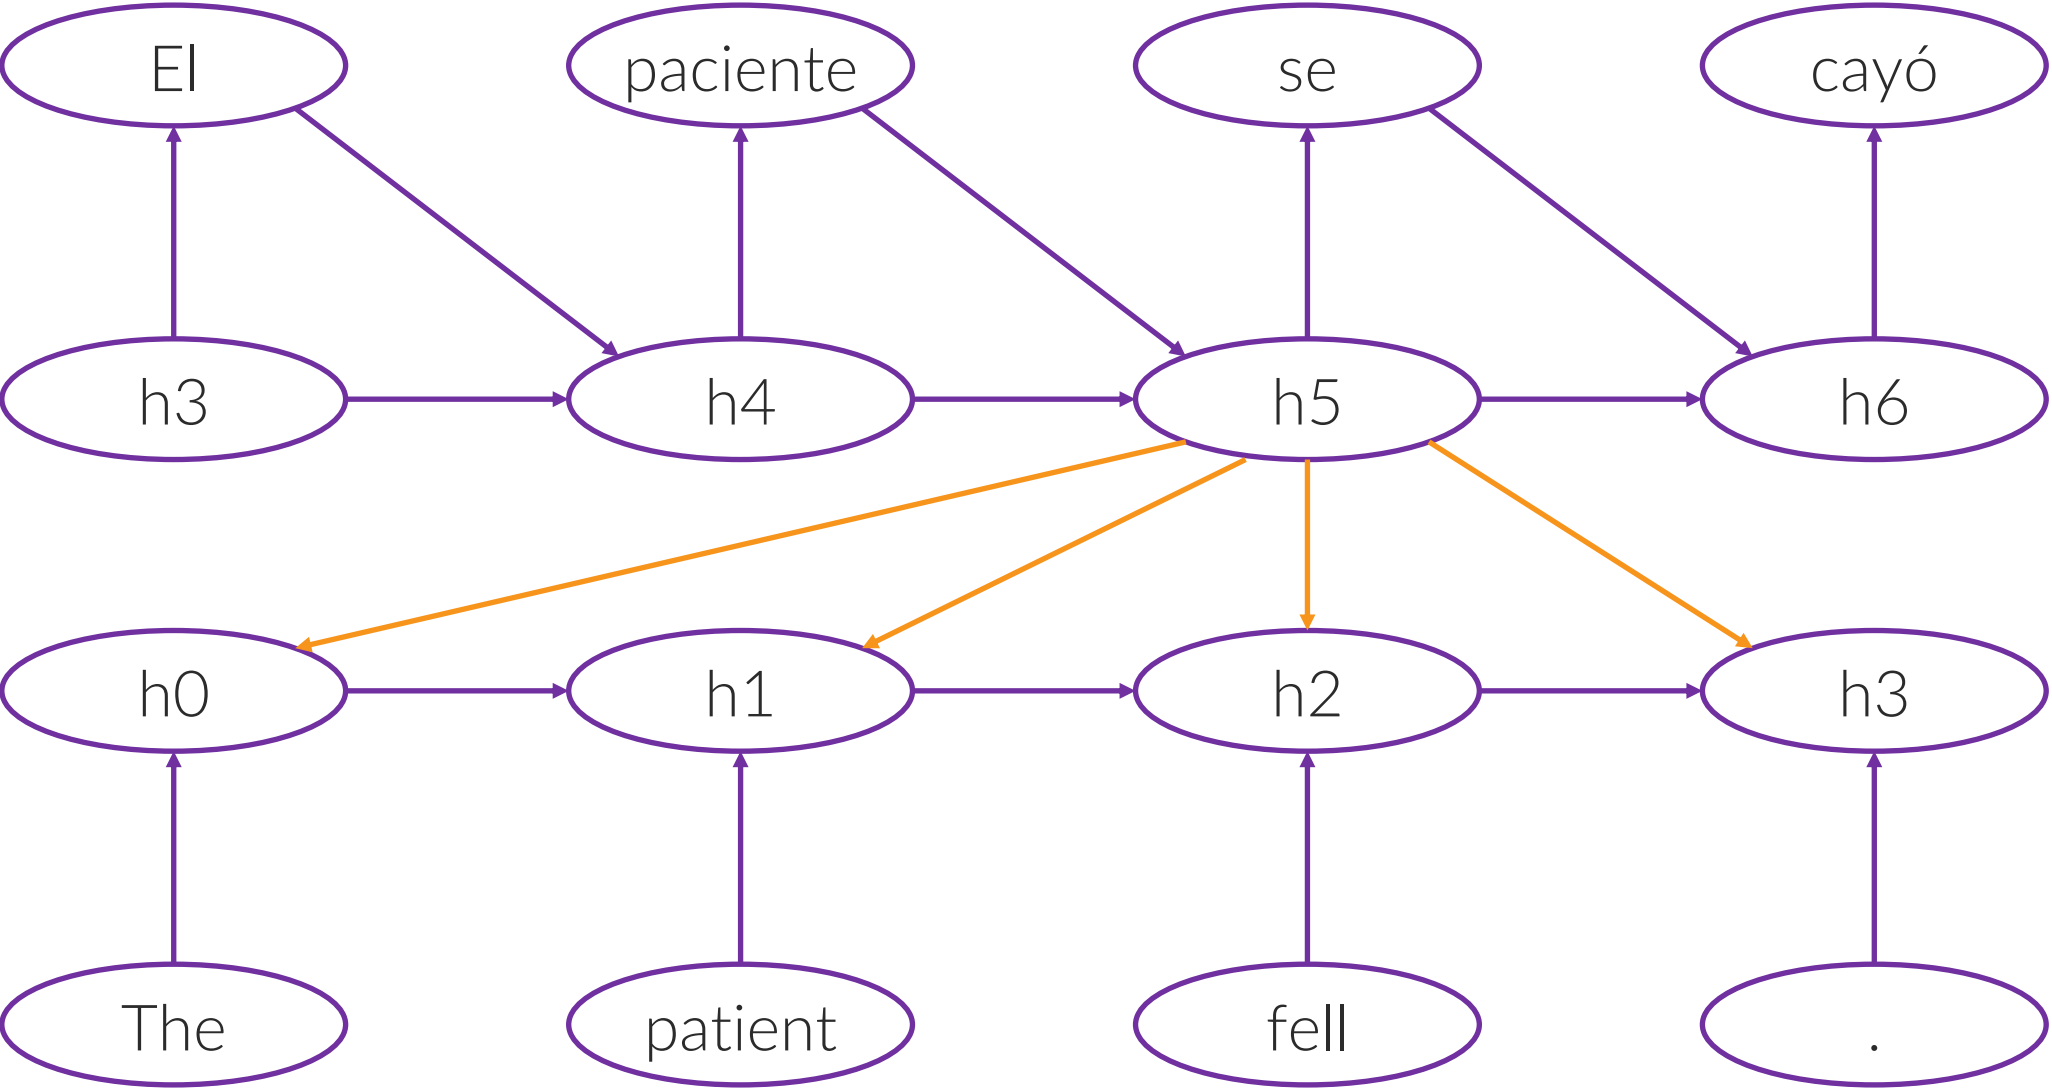 El paciente se cayó
h3 h4 h5 h6
h0 h1 h2 h3
The patient fell .